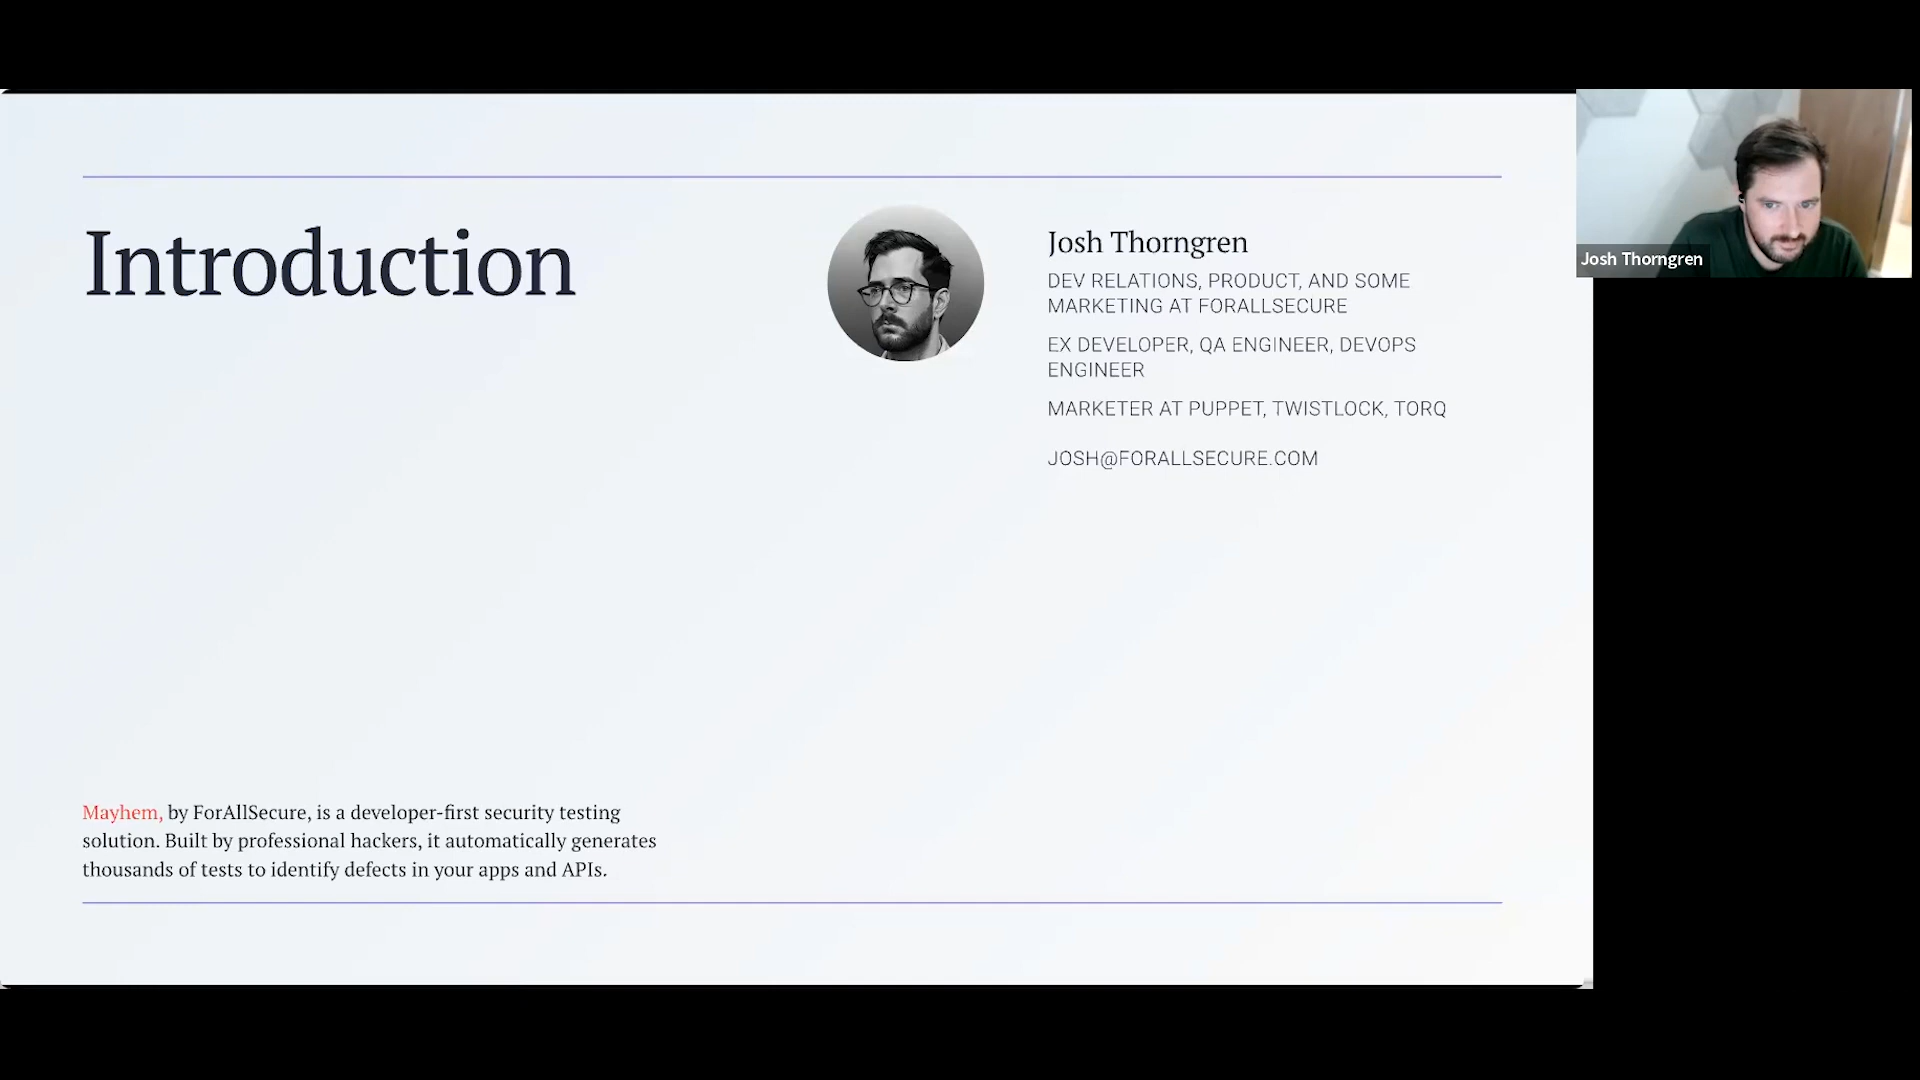 Introduction
Josh Thorngren
DEV RELATIONS, PRODUCT, AND SOME
MARKETING AT FORALLSECURE
EX DEVELOPER, QA ENGINEER, DEVOPS
ENGINEER
MARKETER AT PUPPET, TWISTLOCK, TORQ
JOSH@FORALLSECURE.COM
Mayhem, by ForAllSecure, is a developer-first security testing
solution. Built by professional hackers, it automatically generates
thousands of tests to identify defects in your apps and APIs.
Josh Thorngren